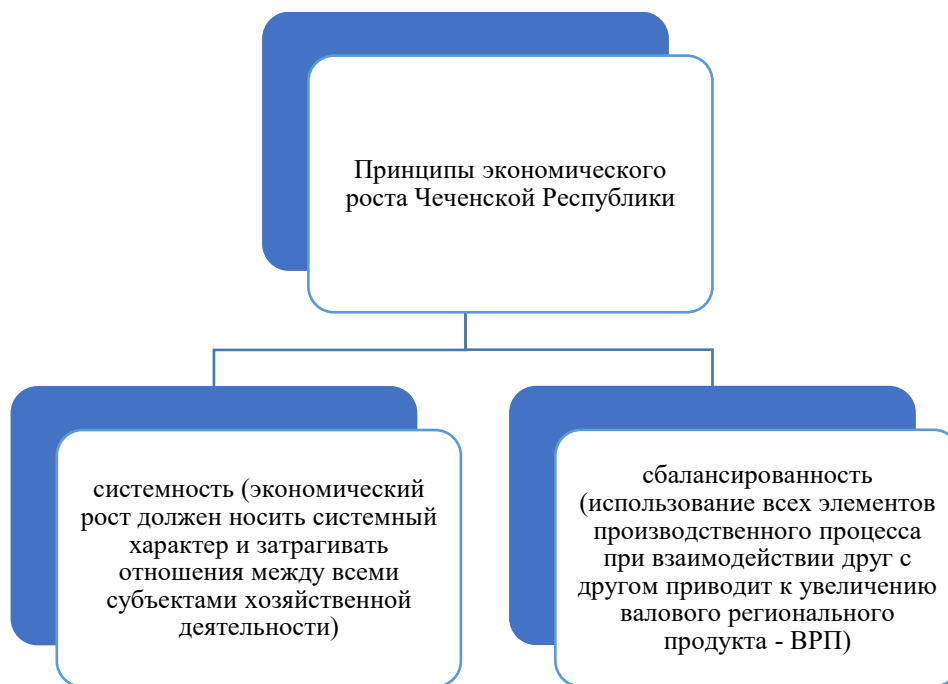 Принципы экономического
роста Чеченской Республики
системность (экономический
рост должен носить системный
характер и затрагивать
отношения между всеми
субъектами хозяйственной
деятельности)
сбалансированность
(использование всех элементов
производственного процесса
при взаимодействии друг с
другом приводит к увеличению
валового регионального
продукта - ВРП)